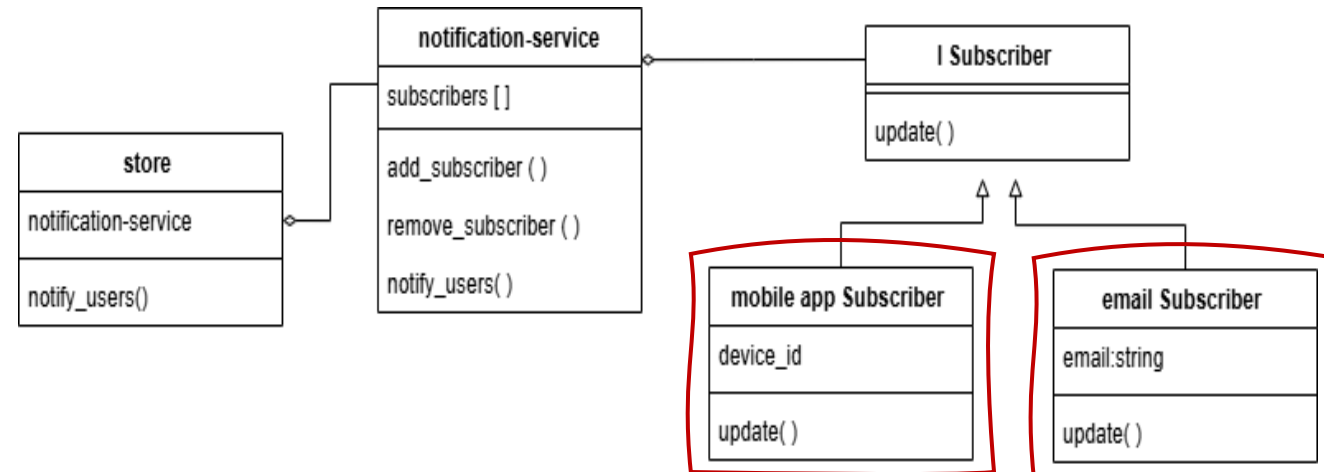 notification-service
subscribers [ ]
add_subscriber ( )
remove_subscriber ( )
notify_users( )
store
notification-service
notify_users()
I Subscriber
update( )
mobile app Subscriber
device_id
update( )
email Subscriber
email:string
update( )